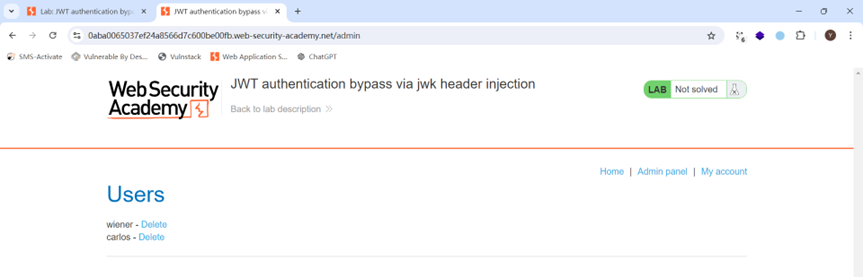 Lab: JWT authentication byp
JWT authentication bypass v
0aba0065037ef24a8566d7c600be00fb.web-security-academy.net/admin
SMS-Activate
Vulnerable By Des...
Vulnstack
Web Application S...
ChatGPT
Web Security
Academy
JWT authentication bypass via jwk header injection
Back to lab description
LAB
Not solved
Home | Admin panel | My account
Users
wiener - Delete
carlos - Delete